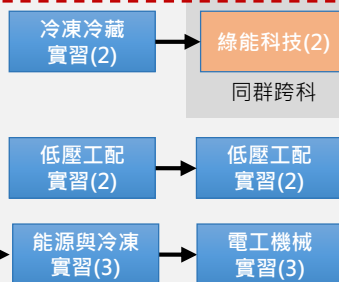 冷凍冷藏
實習(2)
綠能科技(2)
同群跨科
低壓工配
實習(2)
低壓工配
實習(2)
能源與冷凍
實習(3)
電工機械
實習(3)